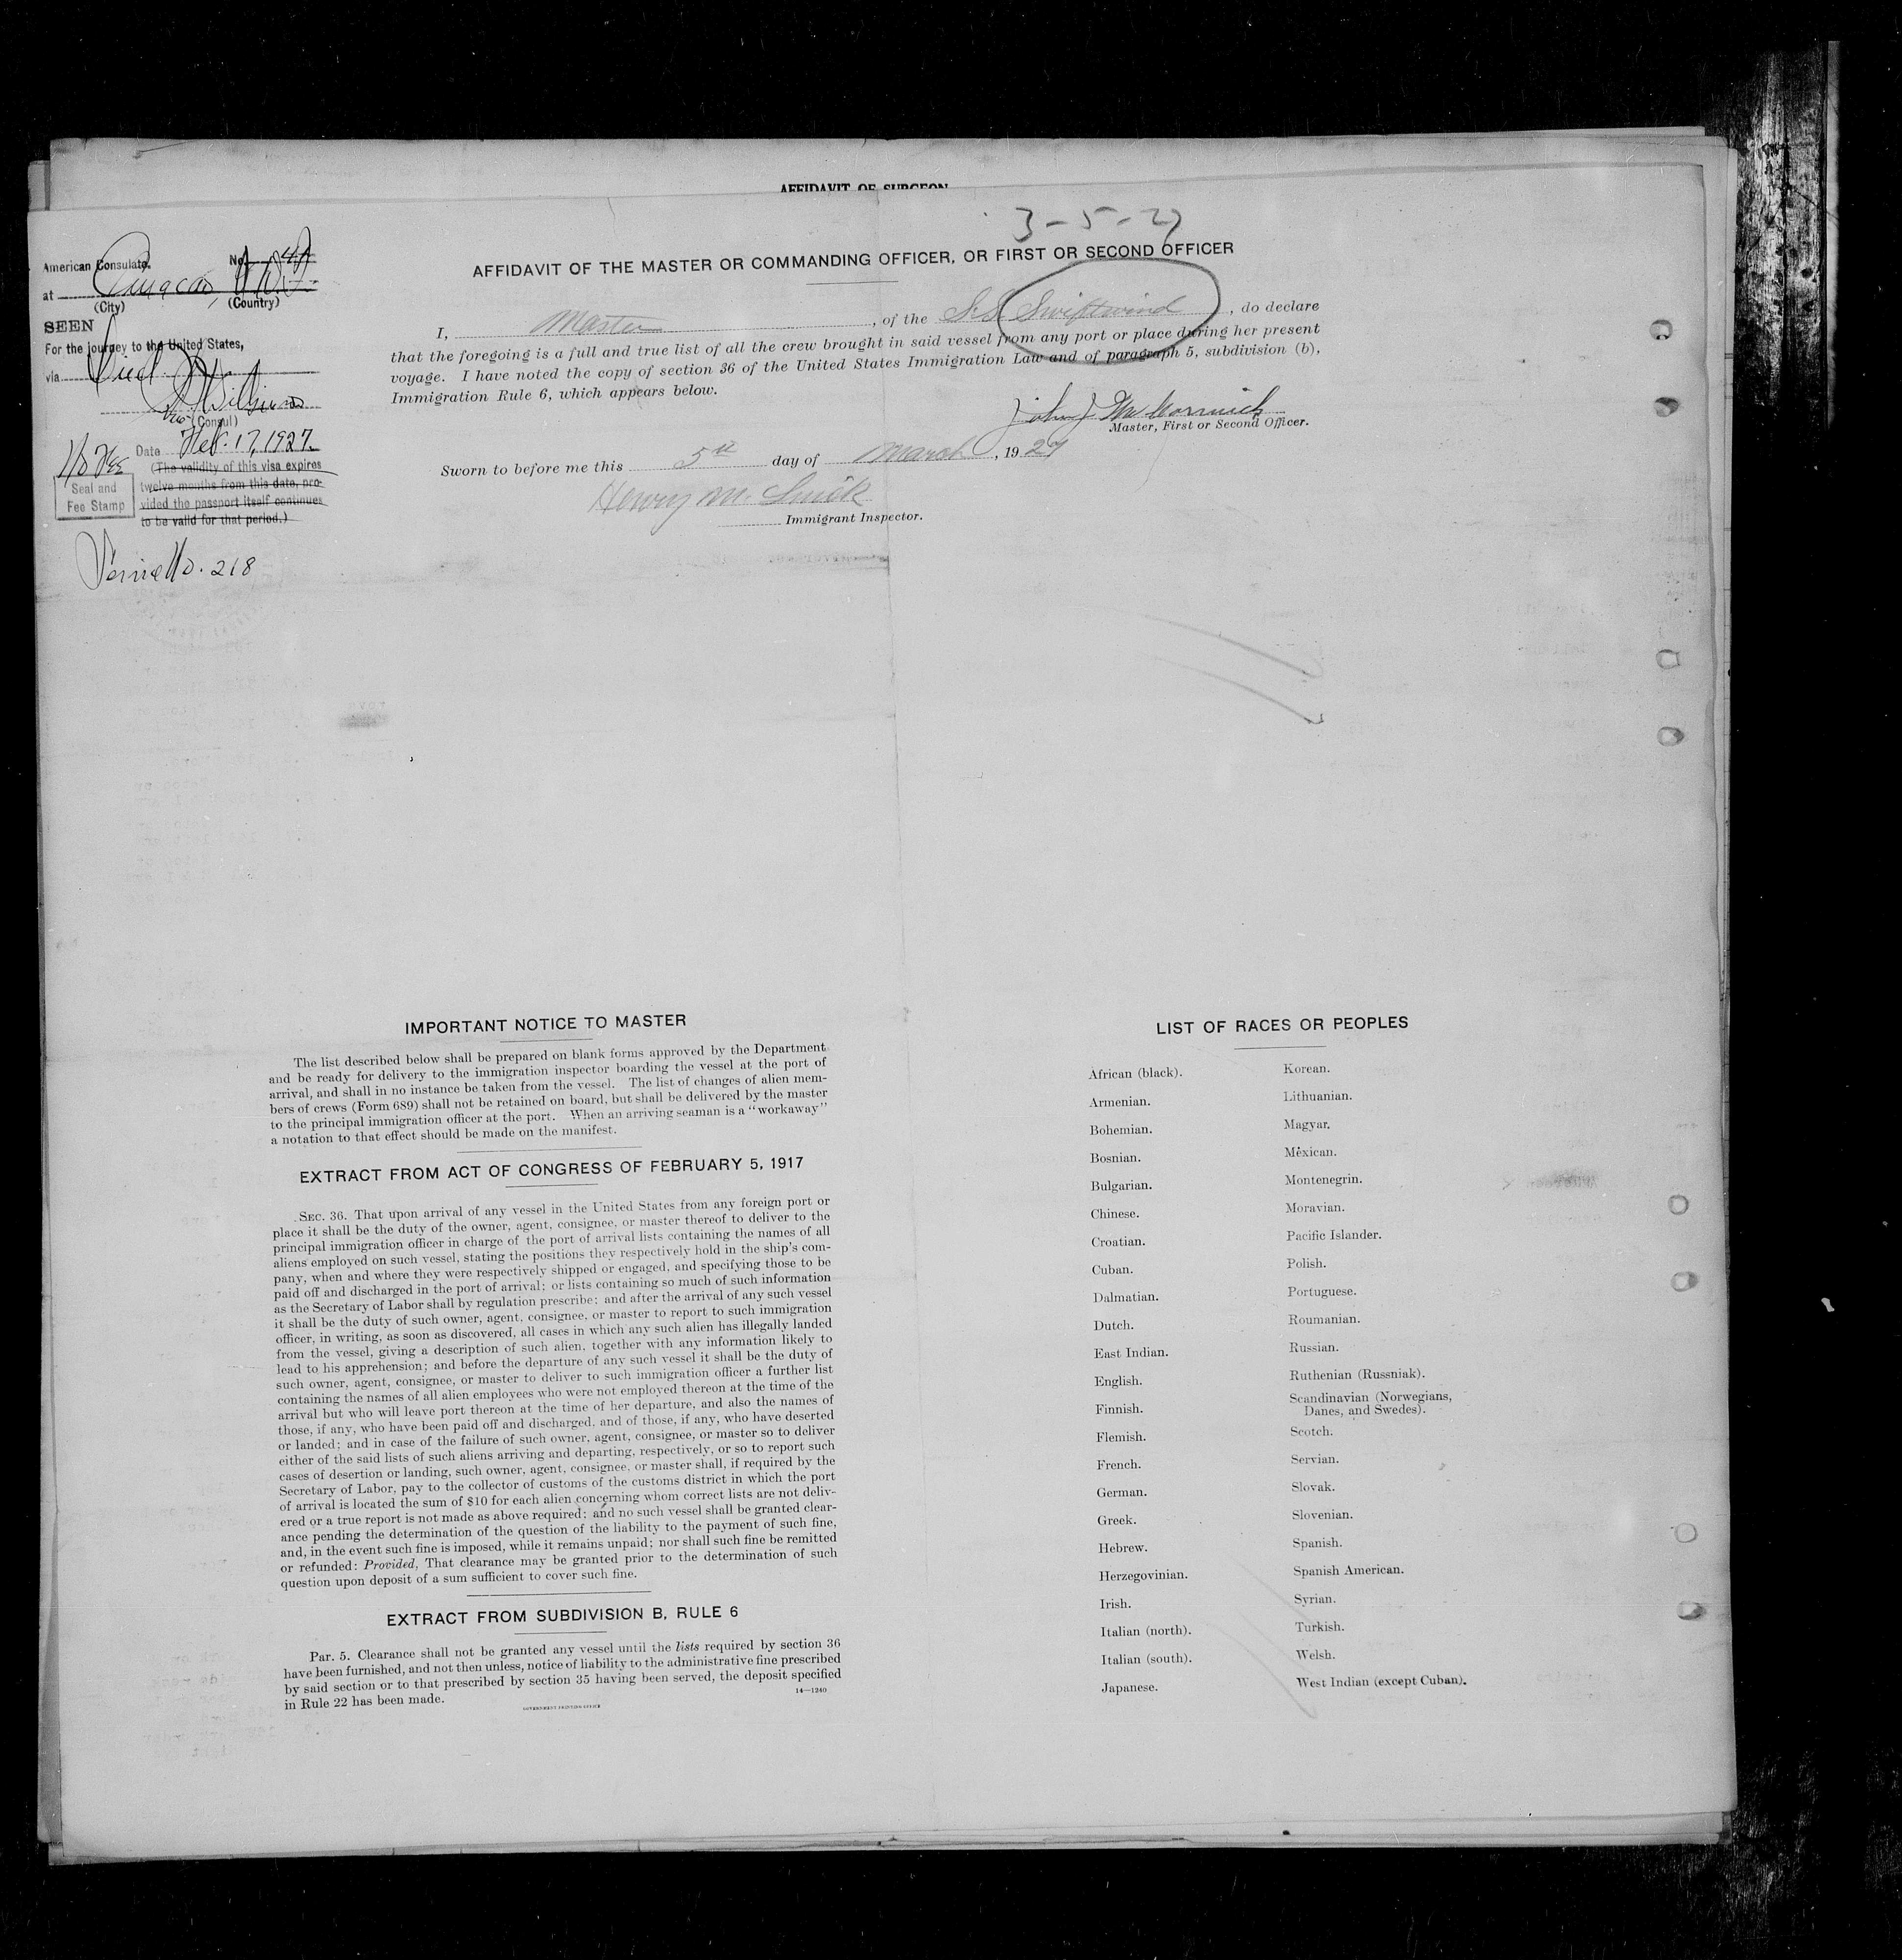 AFFIDAVIT OF SURGEON
3-5-27
American Consulate. No.
at Curacao, D.W.I.
(City) (Country)
SEEN
For the journey to the United States,
via
Vice (Consul)
Date Feb. 17, 1927.
No Fee
(The validity of this visa expires
twelve months from this date, pro-
vided the passport itself continues
to be valid for that period.)
Seal and
Fee Stamp
Service No. 218
AFFIDAVIT OF THE MASTER OR COMMANDING OFFICER, OR FIRST OR SECOND OFFICER
I, Master, of the S.S. Swiftwind, do declare
that the foregoing is a full and true list of all the crew brought in said vessel from any port or place during her present
voyage. I have noted the copy of section 36 of the United States Immigration Law and of paragraph 5, subdivision (b),
Immigration Rule 6, which appears below.
John J. McCormick
Master, First or Second Officer.
Sworn to before me this 5th day of March, 1927
Henry M.
Immigrant Inspector.
IMPORTANT NOTICE TO MASTER
The list described below shall be prepared on blank forms approved by the Department
and be ready for delivery to the immigration inspector boarding the vessel at the port of
arrival, and shall in no instance be taken from the vessel. The list of changes of alien mem-
bers of crews (Form 689) shall not be retained on board, but shall be delivered by the master
to the principal immigration officer at the port. When an arriving seaman is a "workaway"
a notation to that effect should be made on the manifest.
EXTRACT FROM ACT OF CONGRESS OF FEBRUARY 5, 1917
SEC. 36. That upon arrival of any vessel in the United States from any foreign port or
place it shall be the duty of the owner, agent, consignee, or master thereof to deliver to the
principal immigration officer in charge of the port of arrival lists containing the names of all
aliens employed on such vessel, stating the positions they respectively hold in the ship's com-
pany, when and where they were respectively shipped or engaged, and specifying those to be
paid off and discharged in the port of arrival; or lists containing so much of such information
as the Secretary of Labor shall by regulation prescribe; and after the arrival of any such vessel
it shall be the duty of such owner, agent, consignee, or master to report to such immigration
officer, in writing, as soon as discovered, all cases in which any such alien has illegally landed
from the vessel, giving a description of such alien, together with any information likely to
lead to his apprehension; and before the departure of any such vessel it shall be the duty of
such owner, agent, consignee, or master to deliver to such immigration officer a further list
containing the names of all alien employees who were not employed thereon at the time of the
arrival but who will leave port thereon at the time of her departure, and also the names of
those, if any, who have been paid off and discharged, and of those, if any, who have deserted
or landed; and in case of the failure of such owner, agent, consignee, or master so to deliver
either of the said lists of such aliens arriving and departing, respectively, or so to report such
cases of desertion or landing, such owner, agent, consignee, or master shall, if required by the
Secretary of Labor, pay to the collector of customs of the customs district in which the port
of arrival is located the sum of $10 for each alien concerning whom correct lists are not deliv-
ered or a true report is not made as above required; and no such vessel shall be granted clear-
ance pending the determination of the question of the liability to the payment of such fine,
and, in the event such fine is imposed, while it remains unpaid; nor shall such fine be remitted
or refunded: Provided, That clearance may be granted prior to the determination of such
question upon deposit of a sum sufficient to cover such fine.
EXTRACT FROM SUBDIVISION B, RULE 6
Par. 5. Clearance shall not be granted any vessel until the lists required by section 36
have been furnished, and not then unless, notice of liability to the administrative fine prescribed
by said section or to that prescribed by section 35 having been served, the deposit specified
in Rule 22 has been made.
14—1240
GOVERNMENT PRINTING OFFICE
LIST OF RACES OR PEOPLES
African (black).
Armenian.
Bohemian.
Bosnian.
Bulgarian.
Chinese.
Croatian.
Cuban.
Dalmatian.
Dutch.
East Indian.
English.
Finnish.
Flemish.
French.
German.
Greek.
Hebrew.
Herzegovinian.
Irish.
Italian (north).
Italian (south).
Japanese.
Korean.
Lithuanian.
Magyar.
Mexican.
Montenegrin.
Moravian.
Pacific Islander.
Polish.
Portuguese.
Roumanian.
Russian.
Ruthenian (Russniak).
Scandinavian (Norwegians,
Danes, and Swedes).
Scotch.
Servian.
Slovak.
Slovenian.
Spanish.
Spanish American.
Syrian.
Turkish.
Welsh.
West Indian (except Cuban).